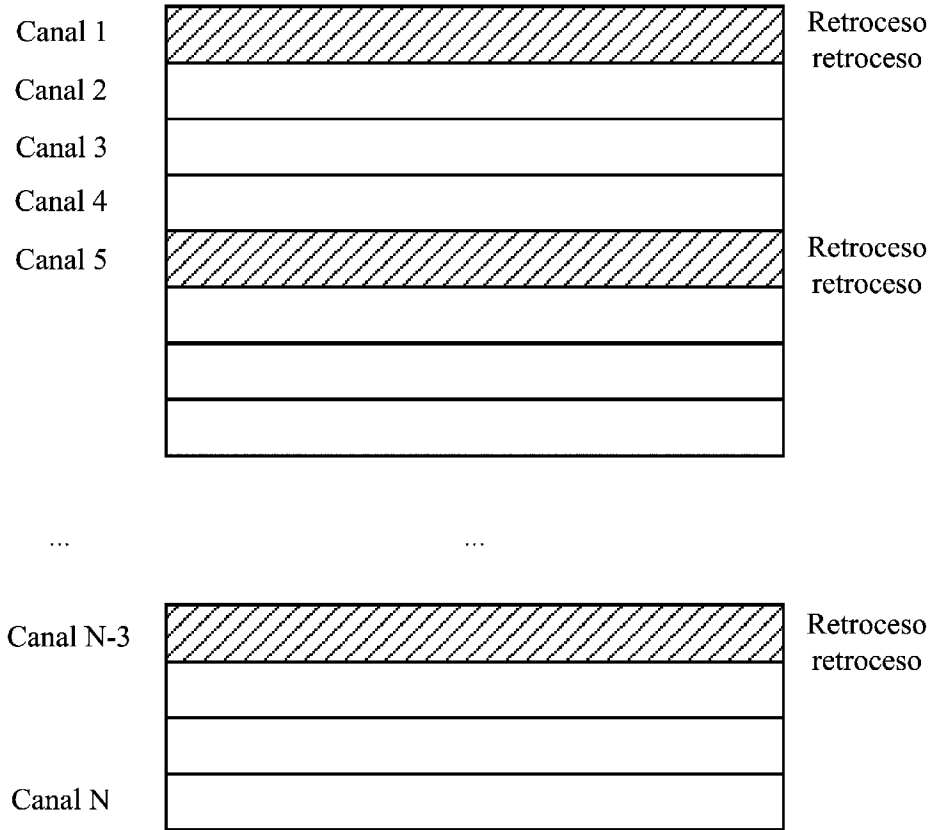 Canal 1
Retroceso
retroceso
Canal 2
Canal 3
Canal 4
Canal 5
Retroceso
retroceso
... ...
Canal N-3
Retroceso
retroceso
Canal N